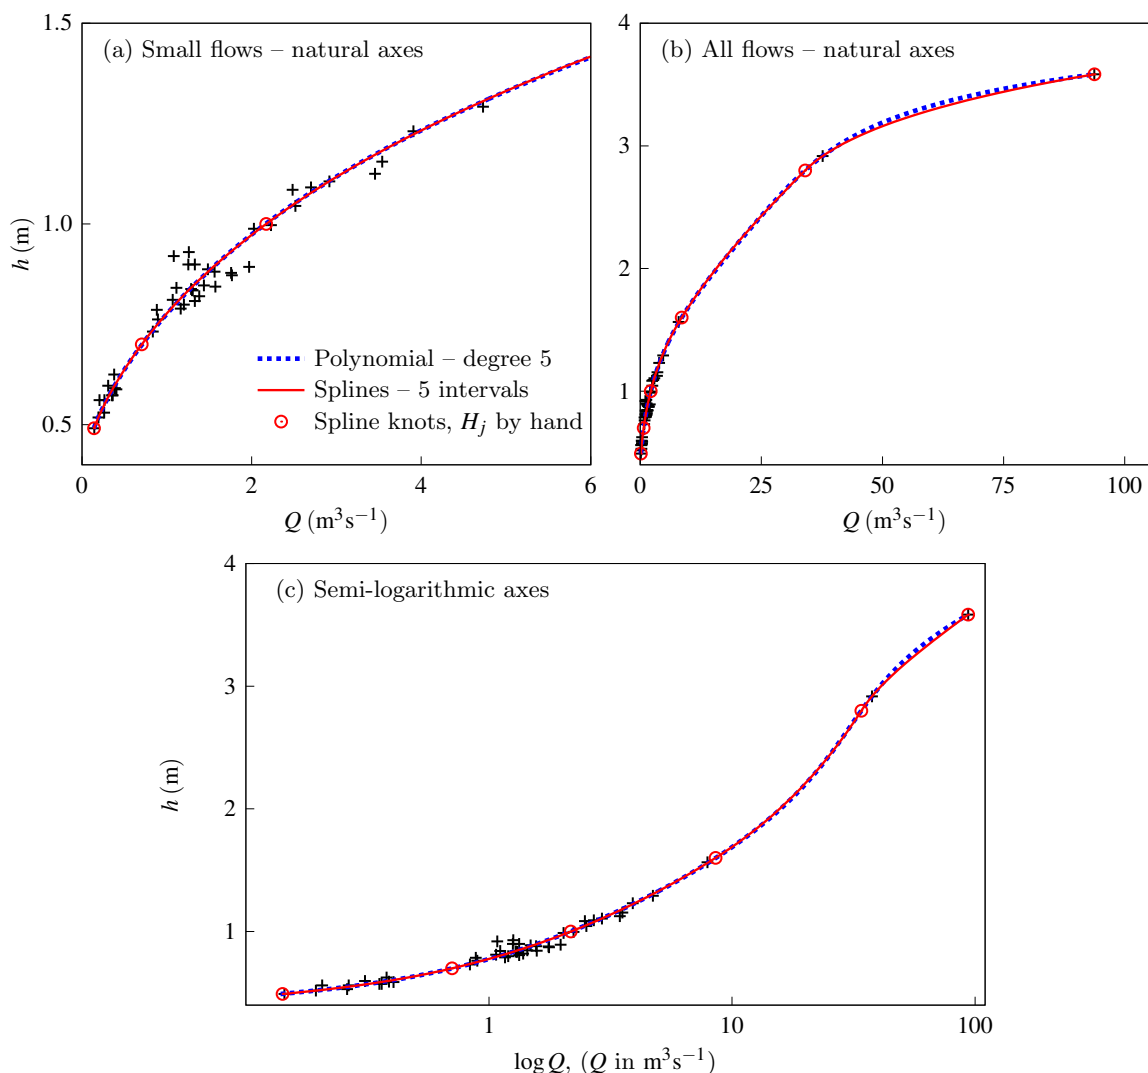 (a) Small flows – natural axes
1.5
1.0
0.5
h (m)
Polynomial – degree 5
Splines – 5 intervals
Spline knots, H_j by hand
0 2 4 6
Q (m³s⁻¹)
(b) All flows – natural axes
4
3
2
1
0 25 50 75 100
Q (m³s⁻¹)
(c) Semi-logarithmic axes
4
3
2
1
h (m)
1 10 100
log Q, (Q in m³s⁻¹)